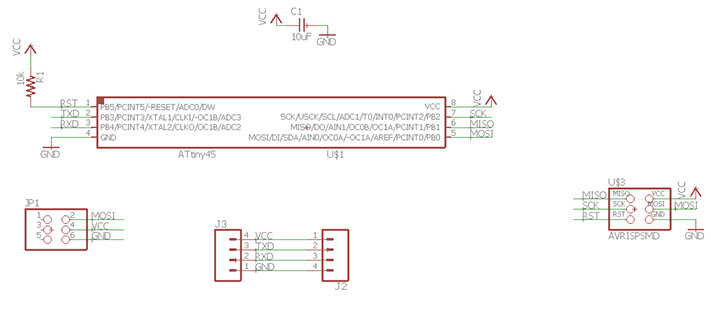 VCC
C1
10uF
GND
VCC
10k
R1
RST 1 PB5/PCINT5/-RESET/ADC0/DW VCC 8
TXD 2 PB3/PCINT3/XTAL1/CLKI/-OC1B/ADC3 SCK/USCK/SCL/ADC1/T0/INT0/PCINT2/PB2 7 SCK
RXD 3 PB4/PCINT4/XTAL2/CLKO/OC1B/ADC2 MISO/DO/AIN1/OC0B/OC1A/PCINT1/PB1 6 MISO
4 GND MOSI/DI/SDA/AIN0/OC0A/-OC1A/AREF/PCINT0/PB0 5 MOSI
VCC
GND
ATtiny45 U$1
JP1
1 2 MOSI
3 4 VCC
5 6 GND
J3
4 VCC 1
3 TXD 2
2 RXD 3
1 GND 4
J2
U$3
VCC
MISO MISO VCC
SCK SCK MOSI MOSI
RST RST GND
AVRISPSMD
GND